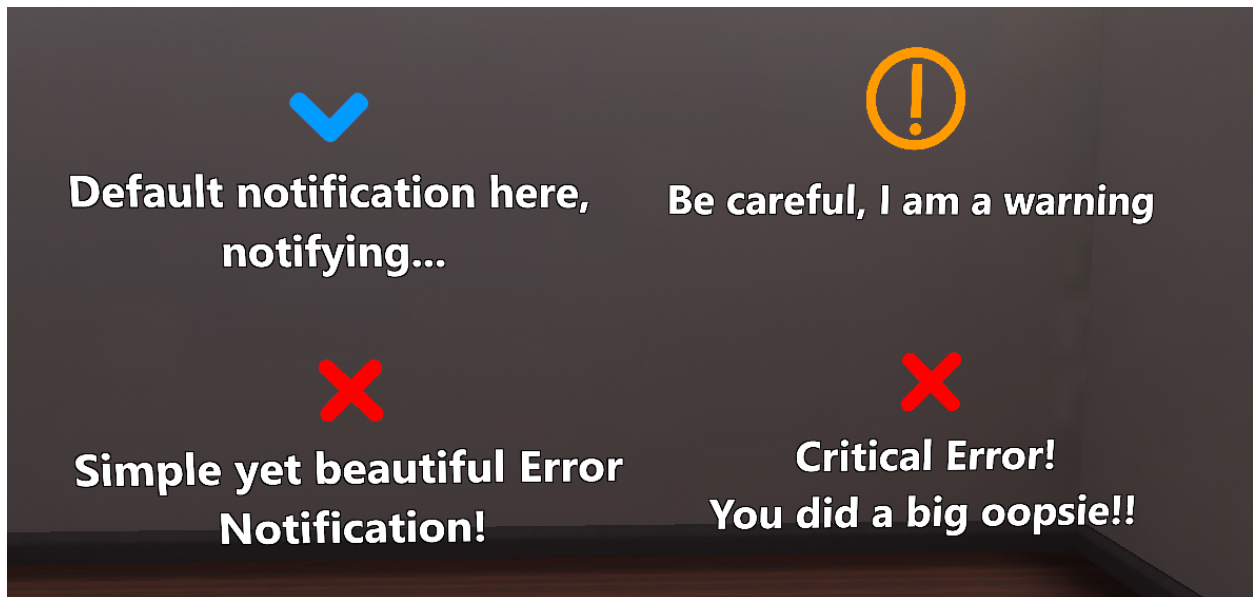 Default notification here,
notifying...
Be careful, I am a warning
Simple yet beautiful Error
Notification!
Critical Error!
You did a big oopsie!!